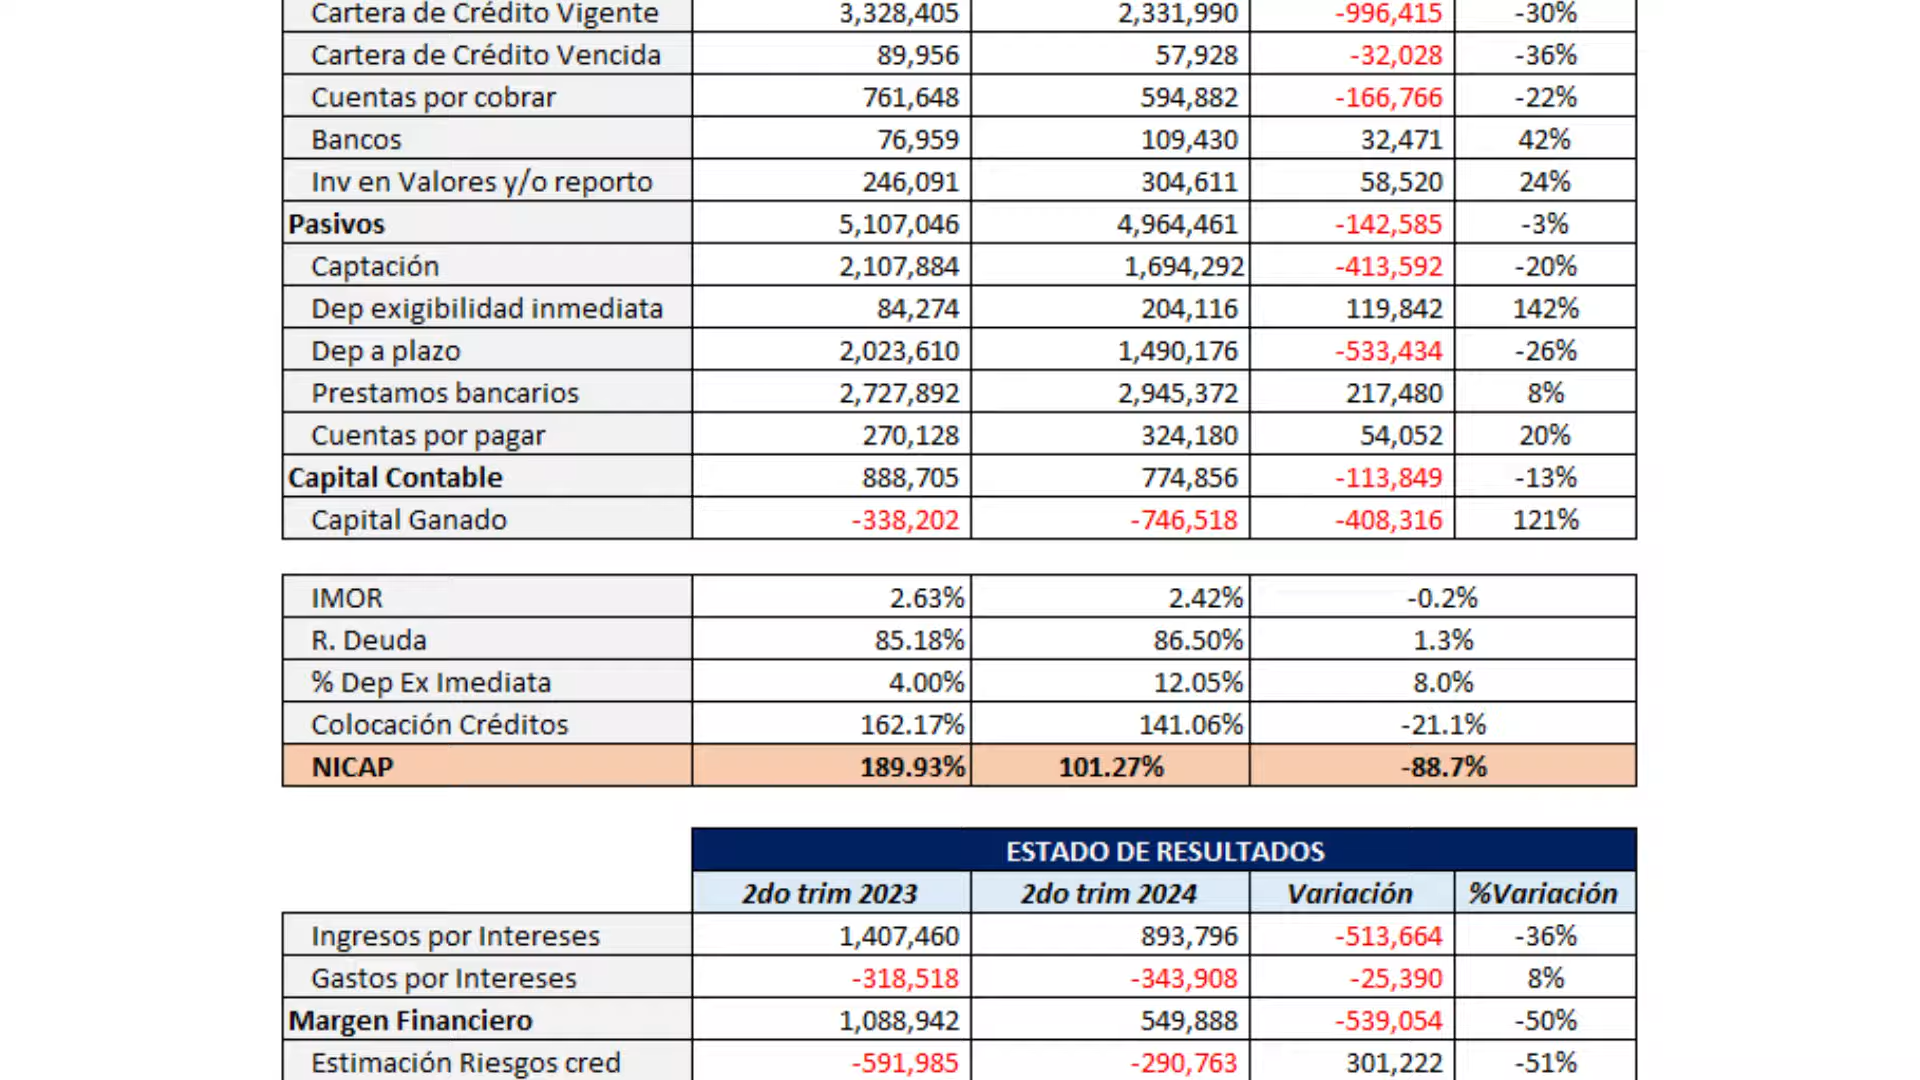 Cartera de Crédito Vigente 3,328,405 2,331,990 -996,415 -30%
Cartera de Crédito Vencida 89,956 57,928 -32,028 -36%
Cuentas por cobrar 761,648 594,882 -166,766 -22%
Bancos 76,959 109,430 32,471 42%
Inv en Valores y/o reporto 246,091 304,611 58,520 24%
Pasivos 5,107,046 4,964,461 -142,585 -3%
Captación 2,107,884 1,694,292 -413,592 -20%
Dep exigibilidad inmediata 84,274 204,116 119,842 142%
Dep a plazo 2,023,610 1,490,176 -533,434 -26%
Prestamos bancarios 2,727,892 2,945,372 217,480 8%
Cuentas por pagar 270,128 324,180 54,052 20%
Capital Contable 888,705 774,856 -113,849 -13%
Capital Ganado -338,202 -746,518 -408,316 121%
IMOR 2.63% 2.42% -0.2%
R. Deuda 85.18% 86.50% 1.3%
% Dep Ex Imediata 4.00% 12.05% 8.0%
Colocación Créditos 162.17% 141.06% -21.1%
NICAP 189.93% 101.27% -88.7%
ESTADO DE RESULTADOS
2do trim 2023 2do trim 2024 Variación %Variación
Ingresos por Intereses 1,407,460 893,796 -513,664 -36%
Gastos por Intereses -318,518 -343,908 -25,390 8%
Margen Financiero 1,088,942 549,888 -539,054 -50%
Estimación Riesgos cred -591,985 -290,763 301,222 -51%